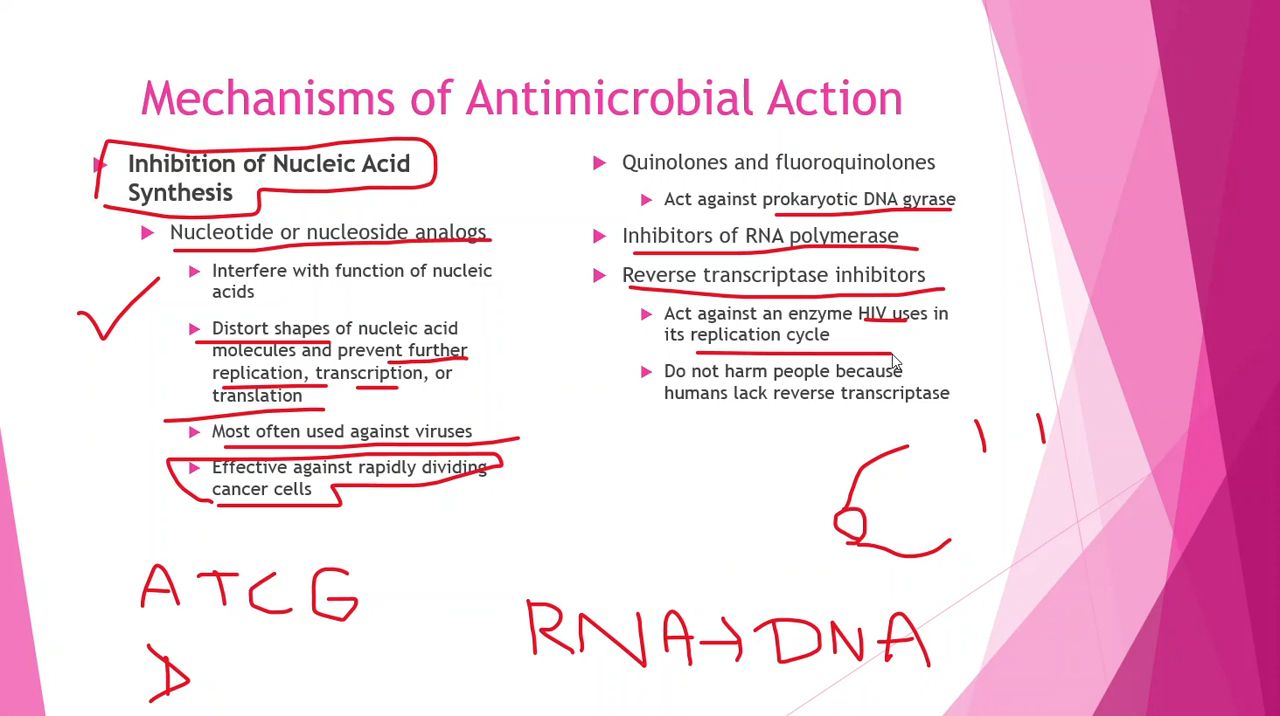 Mechanisms of Antimicrobial Action
Inhibition of Nucleic Acid
Synthesis
Nucleotide or nucleoside analogs
Interfere with function of nucleic
acids
Distort shapes of nucleic acid
molecules and prevent further
replication, transcription, or
translation
Most often used against viruses
Effective against rapidly dividing
cancer cells
Quinolones and fluoroquinolones
Act against prokaryotic DNA gyrase
Inhibitors of RNA polymerase
Reverse transcriptase inhibitors
Act against an enzyme HIV uses in
its replication cycle
Do not harm people because
humans lack reverse transcriptase
A T C G
RNA→DNA